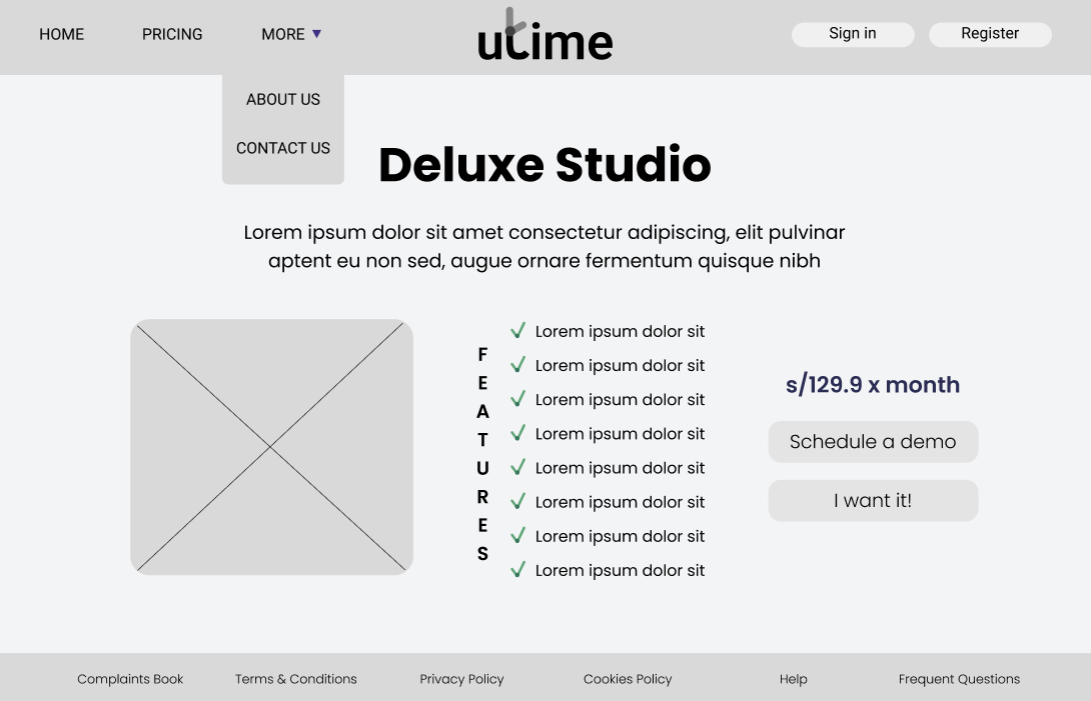 HOME
PRICING
MORE
utime
Sign in
Register
ABOUT US
CONTACT US
Deluxe Studio
Lorem ipsum dolor sit amet consectetur adipiscing, elit pulvinar
aptent eu non sed, augue ornare fermentum quisque nibh
FEATURES
Lorem ipsum dolor sit
Lorem ipsum dolor sit
Lorem ipsum dolor sit
Lorem ipsum dolor sit
Lorem ipsum dolor sit
Lorem ipsum dolor sit
Lorem ipsum dolor sit
Lorem ipsum dolor sit
s/129.9 x month
Schedule a demo
I want it!
Complaints Book
Terms & Conditions
Privacy Policy
Cookies Policy
Help
Frequent Questions